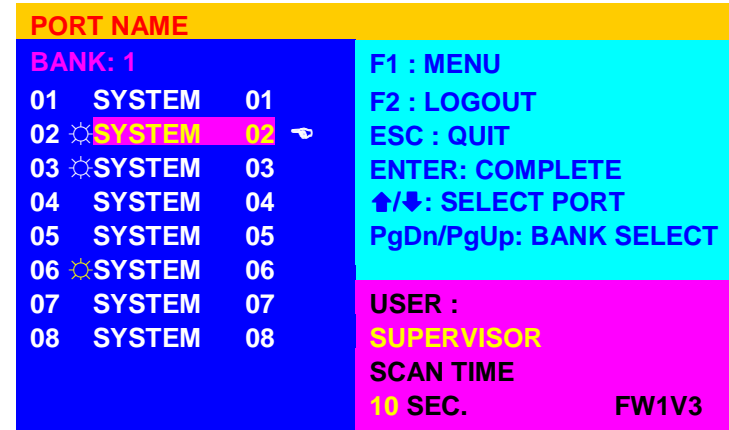 PORT NAME
BANK: 1
01 SYSTEM 01
02 ☼SYSTEM 02 ☜
03 ☼SYSTEM 03
04 SYSTEM 04
05 SYSTEM 05
06 ☼SYSTEM 06
07 SYSTEM 07
08 SYSTEM 08
F1 : MENU
F2 : LOGOUT
ESC : QUIT
ENTER: COMPLETE
⬆/⬇: SELECT PORT
PgDn/PgUp: BANK SELECT
USER :
SUPERVISOR
SCAN TIME
10 SEC. FW1V3